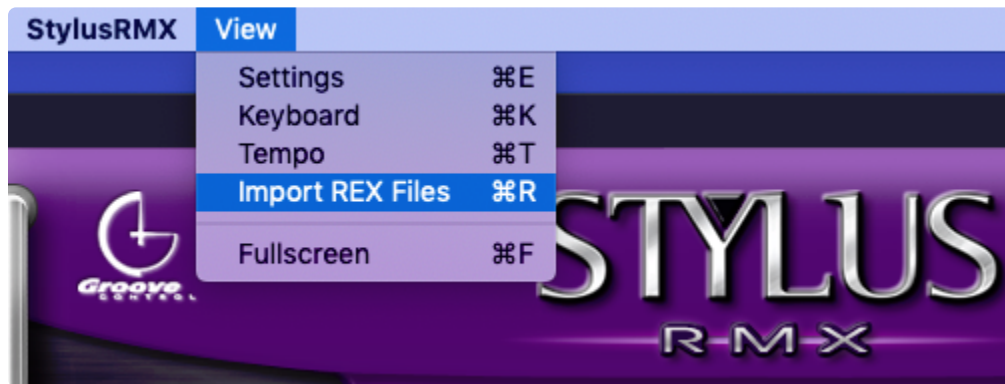 StylusRMX View
Settings ⌘E
Keyboard ⌘K
Tempo ⌘T
Import REX Files ⌘R
Fullscreen ⌘F
Groove
CONTROL
STYLUS
RMX